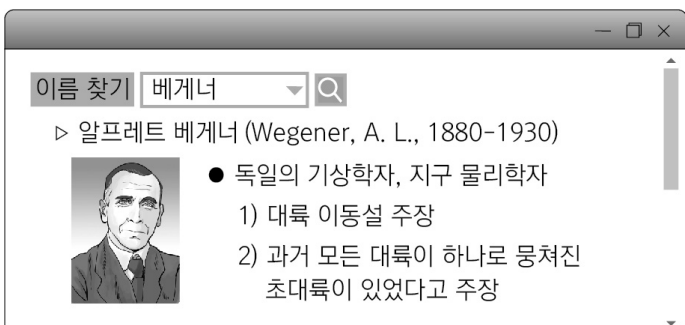 이름 찾기 베게너
▷ 알프레트 베게너 (Wegener, A. L., 1880-1930)
● 독일의 기상학자, 지구 물리학자
1) 대륙 이동설 주장
2) 과거 모든 대륙이 하나로 뭉쳐진
초대륙이 있었다고 주장